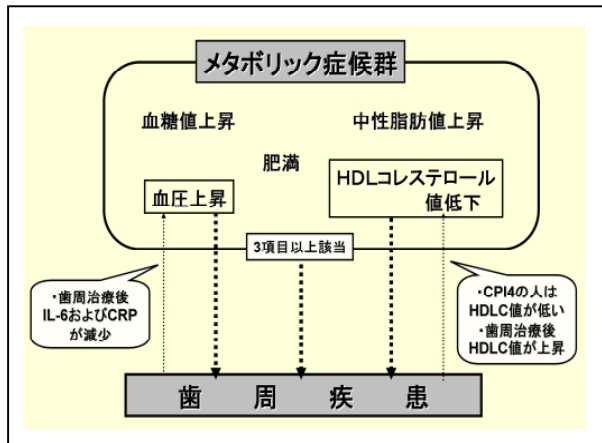 メタボリック症候群
血糖値上昇
中性脂肪値上昇
肥満
血圧上昇
HDLコレステロール
値低下
3項目以上該当
・歯周治療後
IL-6およびCRP
が減少
・CPI4の人は
HDLC値が低い
・歯周治療後
HDLC値が上昇
歯周疾患